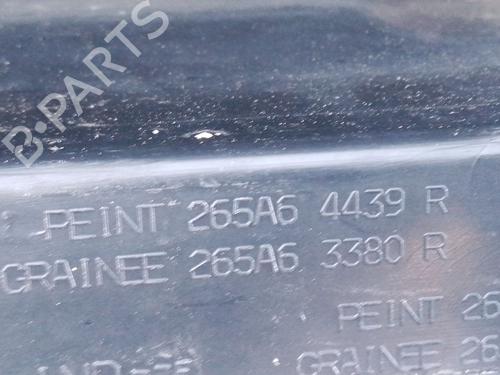 B-PARTS
PEINT 265A6 4439 R
GRAINEE 265A6 3380 R
PEINT 26
GRAINEE 26